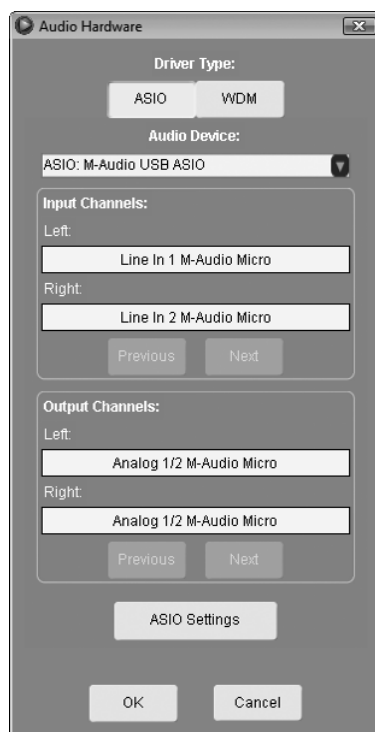 Audio Hardware
Driver Type:
ASIO WDM
Audio Device:
ASIO: M-Audio USB ASIO
Input Channels:
Left:
Line In 1 M-Audio Micro
Right:
Line In 2 M-Audio Micro
Previous Next
Output Channels:
Left:
Analog 1/2 M-Audio Micro
Right:
Analog 1/2 M-Audio Micro
Previous Next
ASIO Settings
OK Cancel